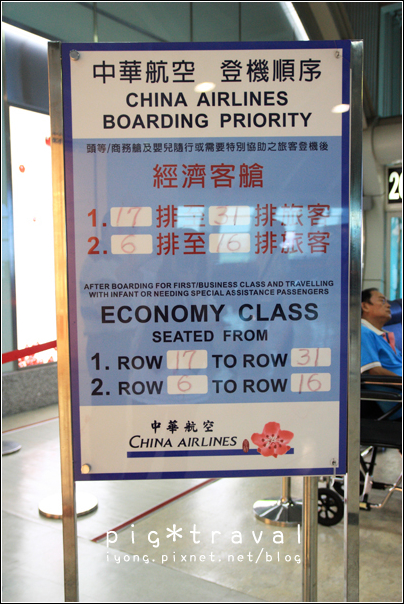 中華航空 登機順序
CHINA AIRLINES
BOARDING PRIORITY
頭等/商務艙及嬰兒隨行或需要特別協助之旅客登機後
經濟客艙
1. 17 排至 31 排旅客
2. 6 排至 16 排旅客
AFTER BOARDING FOR FIRST/BUSINESS CLASS AND TRAVELLING
WITH INFANT OR NEEDING SPECIAL ASSISTANCE PASSENGERS
ECONOMY CLASS
SEATED FROM
1. ROW 17 TO ROW 31
2. ROW 6 TO ROW 16
中華航空
CHINA AIRLINES
pig*traval
iyong.pixnet.net/blog